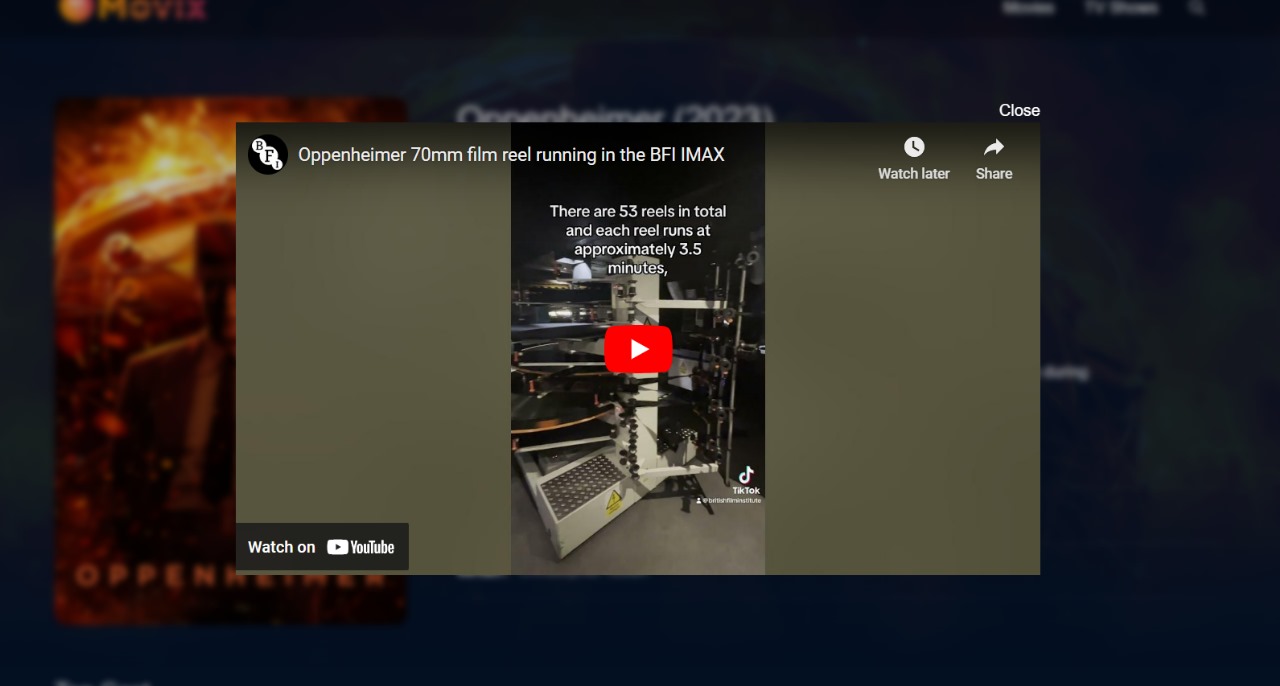 Movix
Movies
TV Shows
Oppenheimer (2023)
Close
B
F
I
Oppenheimer 70mm film reel running in the BFI IMAX
Watch later
Share
There are 53 reels in total
and each reel runs at
approximately 3.5
minutes,
during
TikTok
@britishfilminstitute
Watch on YouTube
OPPENHEIMER